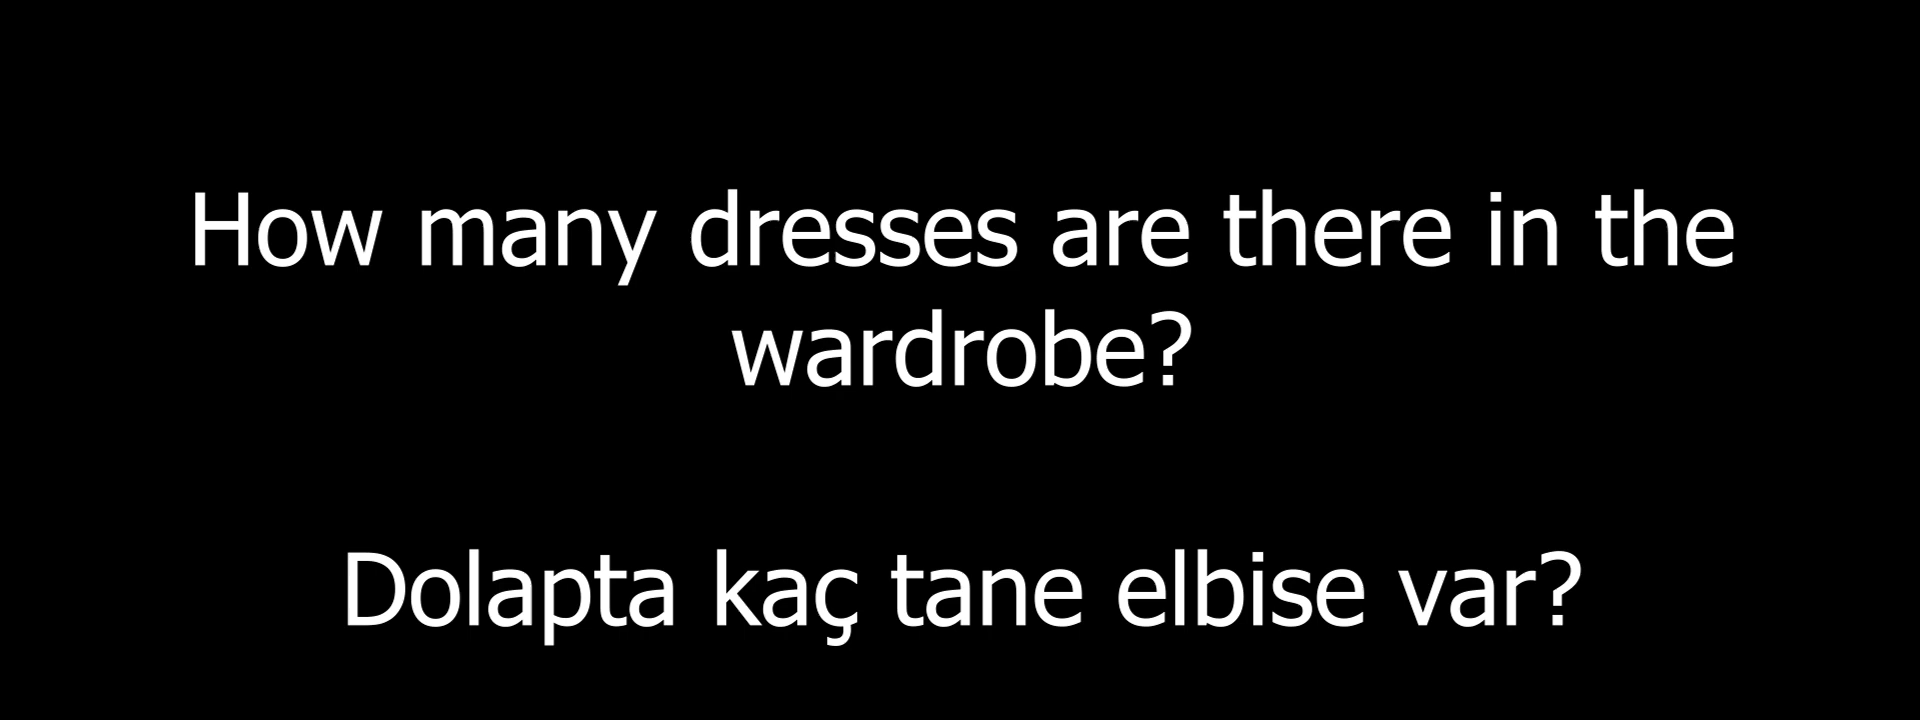 How many dresses are there in the
wardrobe?
Dolapta kaç tane elbise var?